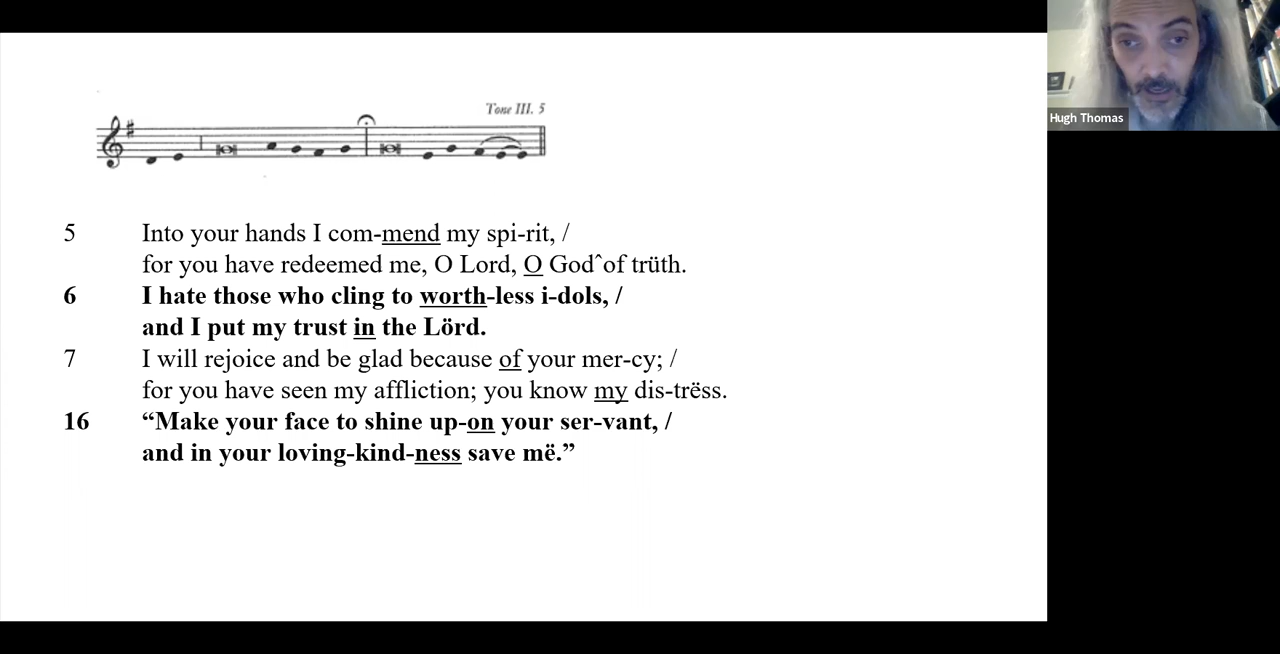 Tone III. 5
Hugh Thomas
5 Into your hands I com-mend my spi-rit, /
for you have redeemed me, O Lord, O God^of trüth.
6 I hate those who cling to worth-less i-dols, /
and I put my trust in the Lörd.
7 I will rejoice and be glad because of your mer-cy; /
for you have seen my affliction; you know my dis-trëss.
16 “Make your face to shine up-on your ser-vant, /
and in your loving-kind-ness save më.”